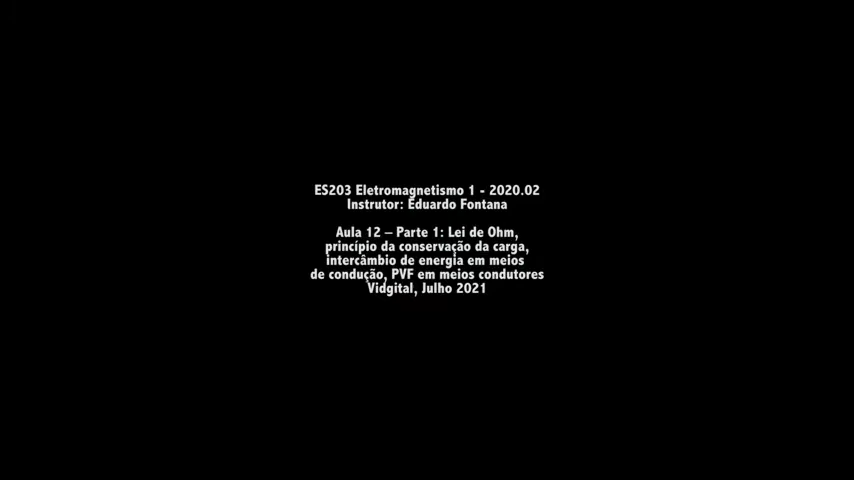 ES203 Eletromagnetismo 1 - 2020.02
Instrutor: Eduardo Fontana
Aula 12 – Parte 1: Lei de Ohm,
princípio da conservação da carga,
intercâmbio de energia em meios
de condução, PVF em meios condutores
Vidgital, Julho 2021